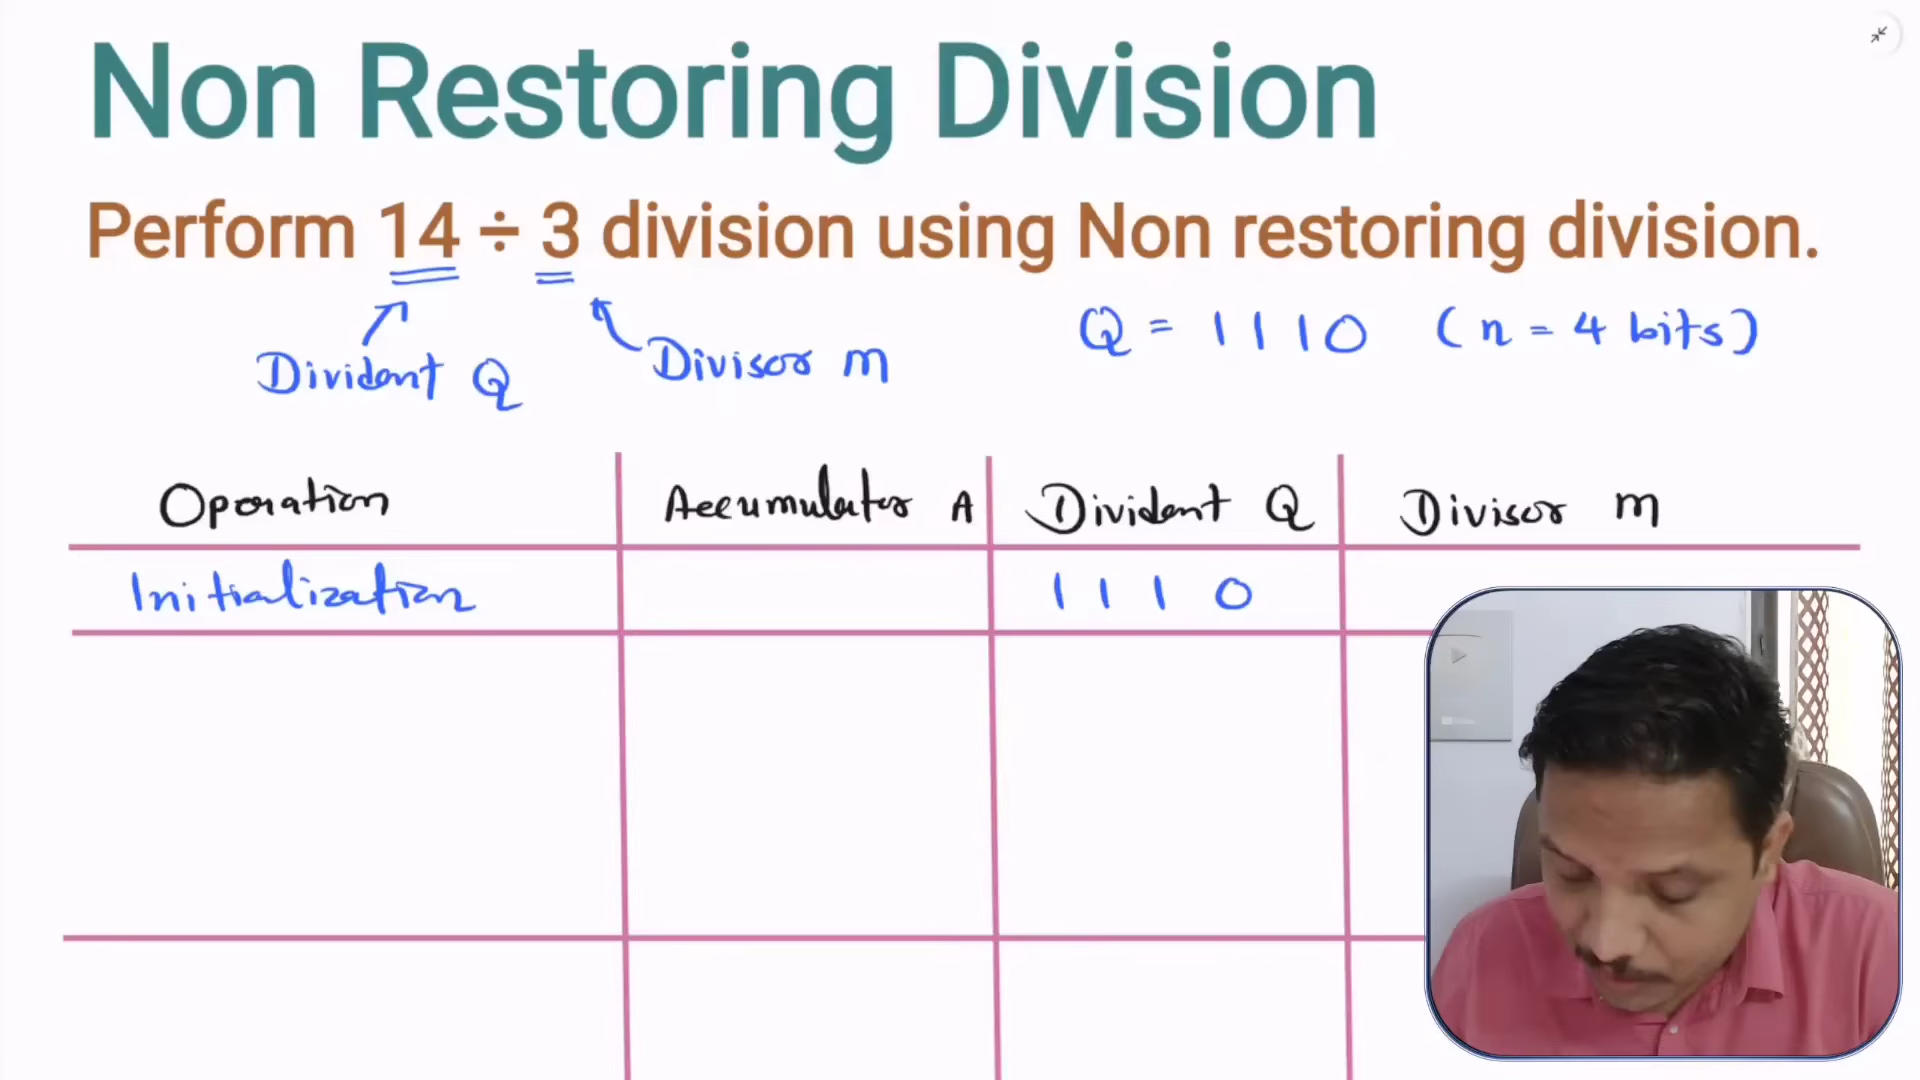 Non Restoring Division
Perform 14 ÷ 3 division using Non restoring division.
Q = 1110 (n = 4 bits)
Divident Q
Divisor M
Operation Accumulator A Divident Q Divisor M
Initialization 1 1 1 0